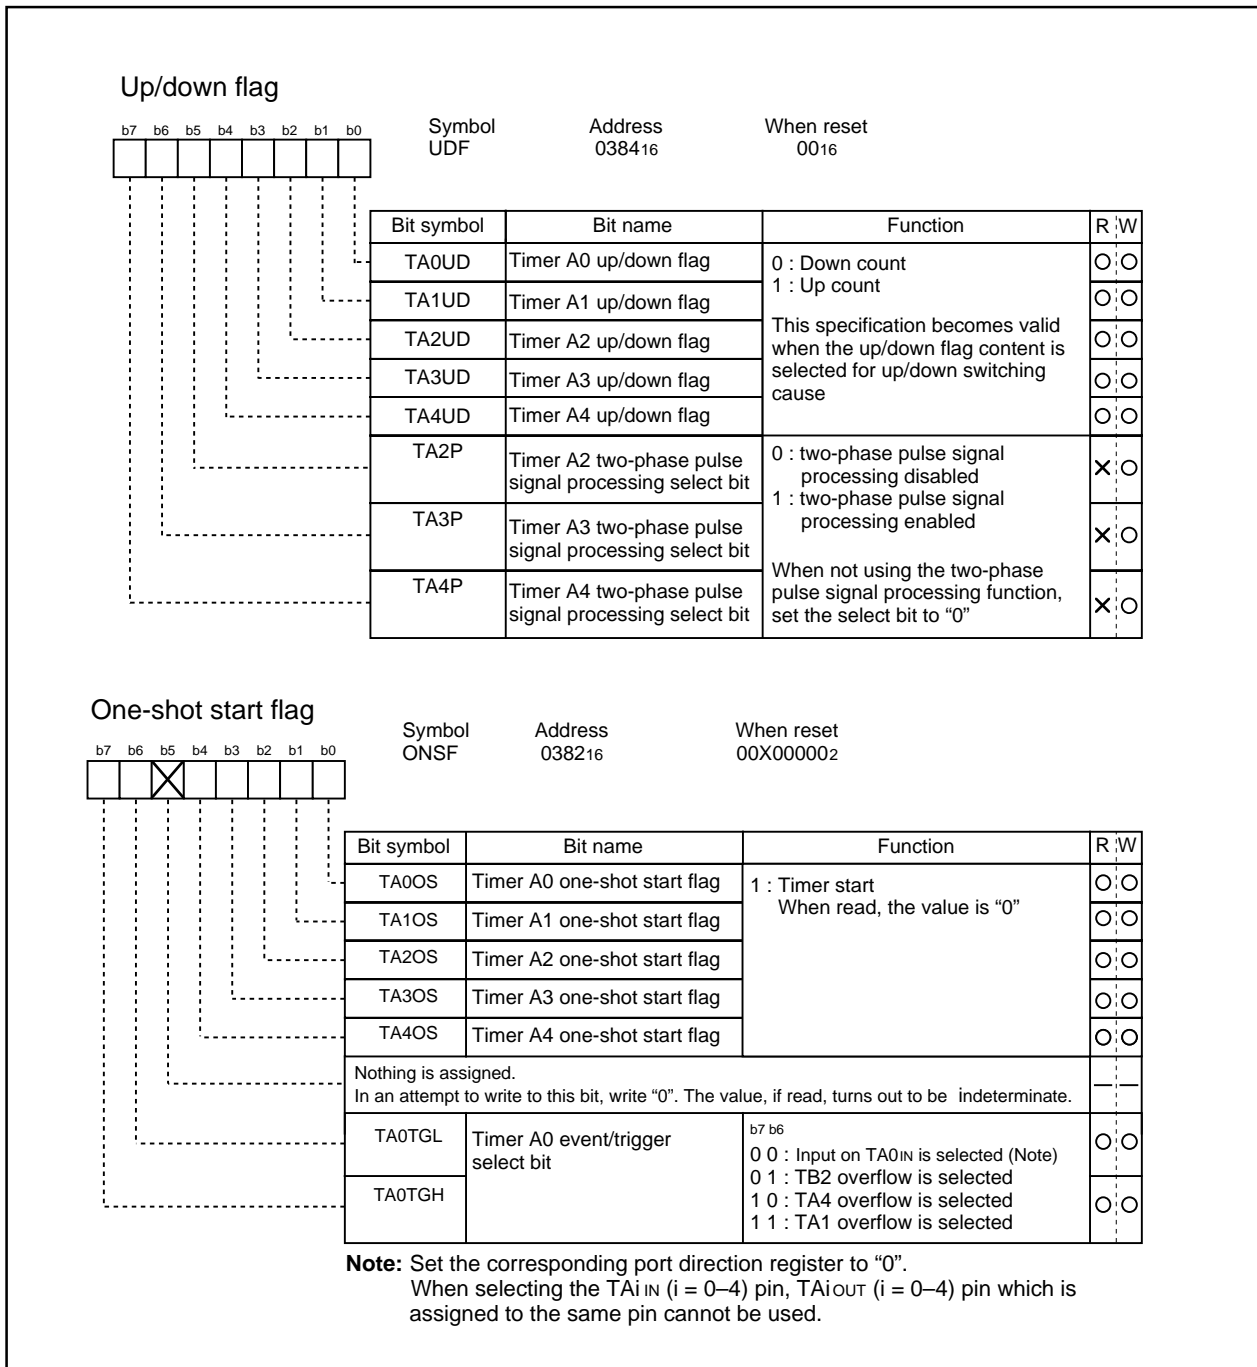 Up/down flag
b7 b6 b5 b4 b3 b2 b1 b0
Symbol Address When reset
UDF 038416 0016
Bit symbol Bit name Function R W
TA0UD Timer A0 up/down flag
TA1UD Timer A1 up/down flag
TA2UD Timer A2 up/down flag
TA3UD Timer A3 up/down flag
TA4UD Timer A4 up/down flag
0 : Down count
1 : Up count
This specification becomes valid
when the up/down flag content is
selected for up/down switching
cause
TA2P Timer A2 two-phase pulse
signal processing select bit
TA3P Timer A3 two-phase pulse
signal processing select bit
TA4P Timer A4 two-phase pulse
signal processing select bit
0 : two-phase pulse signal
processing disabled
1 : two-phase pulse signal
processing enabled
When not using the two-phase
pulse signal processing function,
set the select bit to “0”
One-shot start flag
b7 b6 b5 b4 b3 b2 b1 b0
Symbol Address When reset
ONSF 038216 00X000002
Bit symbol Bit name Function R W
TA0OS Timer A0 one-shot start flag
TA1OS Timer A1 one-shot start flag
TA2OS Timer A2 one-shot start flag
TA3OS Timer A3 one-shot start flag
TA4OS Timer A4 one-shot start flag
1 : Timer start
When read, the value is “0”
Nothing is assigned.
In an attempt to write to this bit, write “0”. The value, if read, turns out to be indeterminate.
TA0TGL
TA0TGH
Timer A0 event/trigger
select bit
b7 b6
0 0 : Input on TA0IN is selected (Note)
0 1 : TB2 overflow is selected
1 0 : TA4 overflow is selected
1 1 : TA1 overflow is selected
Note: Set the corresponding port direction register to “0”.
When selecting the TAiIN (i = 0–4) pin, TAiOUT (i = 0–4) pin which is
assigned to the same pin cannot be used.